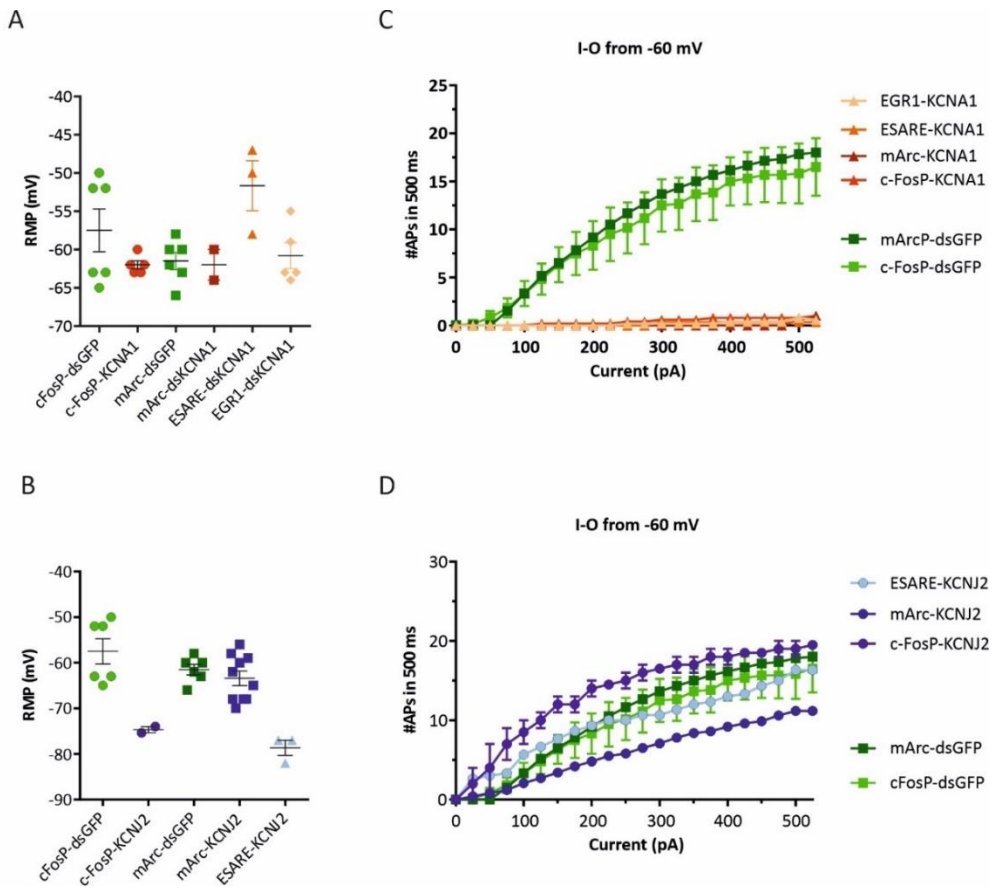 A
-40
-45
-50
-55
-60
-65
-70
RMP (mV)
cFosP-dsGFP
c-FosP-KCNA1
mArc-dsGFP
mArc-dsKCNA1
ESARE-dsKCNA1
EGR1-dsKCNA1
C
I-O from -60 mV
25
20
15
10
5
0
#APs in 500 ms
0 100 200 300 400 500
Current (pA)
EGR1-KCNA1
ESARE-KCNA1
mArc-KCNA1
c-FosP-KCNA1
mArcP-dsGFP
c-FosP-dsGFP
B
-40
-50
-60
-70
-80
-90
RMP (mV)
cFosP-dsGFP
c-FosP-KCNJ2
mArc-dsGFP
mArc-KCNJ2
ESARE-KCNJ2
D
I-O from -60 mV
30
20
10
0
#APs in 500 ms
0 100 200 300 400 500
Current (pA)
ESARE-KCNJ2
mArc-KCNJ2
c-FosP-KCNJ2
mArc-dsGFP
cFosP-dsGFP